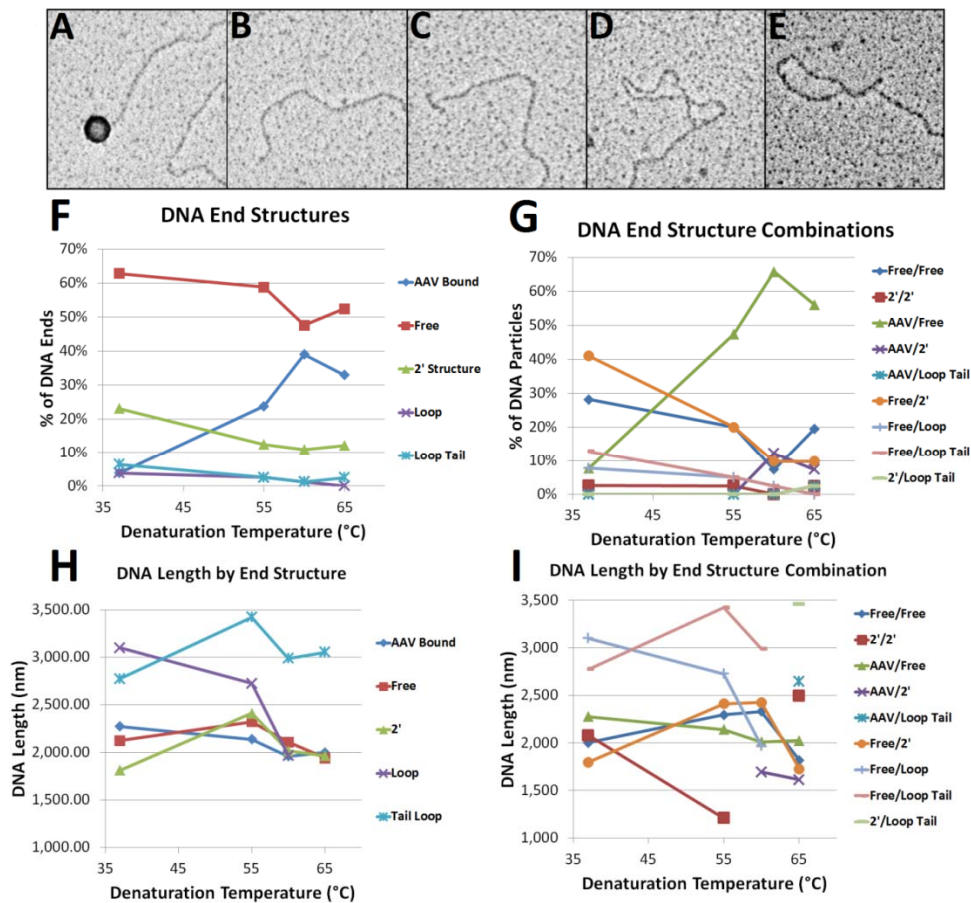 A
B
C
D
E
F
DNA End Structures
70%
60%
50%
40%
30%
20%
10%
0%
% of DNA Ends
35
45
55
65
Denaturation Temperature (°C)
AAV Bound
Free
2' Structure
Loop
Loop Tail
G
DNA End Structure Combinations
70%
60%
50%
40%
30%
20%
10%
0%
% of DNA Particles
35
45
55
65
Denaturation Temperature (°C)
Free/Free
2'/2'
AAV/Free
AAV/2'
AAV/Loop Tail
Free/2'
Free/Loop
Free/Loop Tail
2'/Loop Tail
H
DNA Length by End Structure
3,500.00
3,000.00
2,500.00
2,000.00
1,500.00
1,000.00
DNA Length (nm)
35
45
55
65
Denaturation Temperature (°C)
AAV Bound
Free
2'
Loop
Tail Loop
I
DNA Length by End Structure Combination
3,500
3,000
2,500
2,000
1,500
1,000
DNA Length (nm)
35
45
55
65
Denaturation Temperature (°C)
Free/Free
2'/2'
AAV/Free
AAV/2'
AAV/Loop Tail
Free/2'
Free/Loop
Free/Loop Tail
2'/Loop Tail